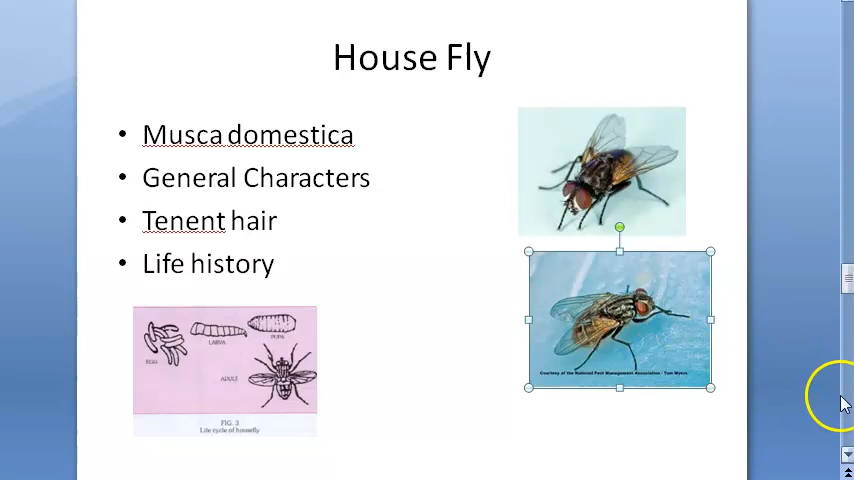 House Fly
• Musca domestica
• General Characters
• Tenent hair
• Life history
EGG
LARVA
PUPA
ADULT
FIG. 3
Life cycle of housefly
Courtesy of the National Pest Management Association - Tom Myers